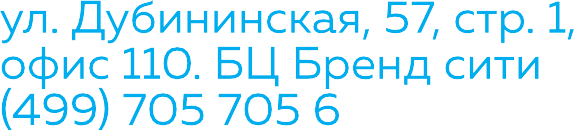 ул. Дубининская, 57, стр. 1,
офис 110. БЦ Бренд сити
(499) 705 705 6